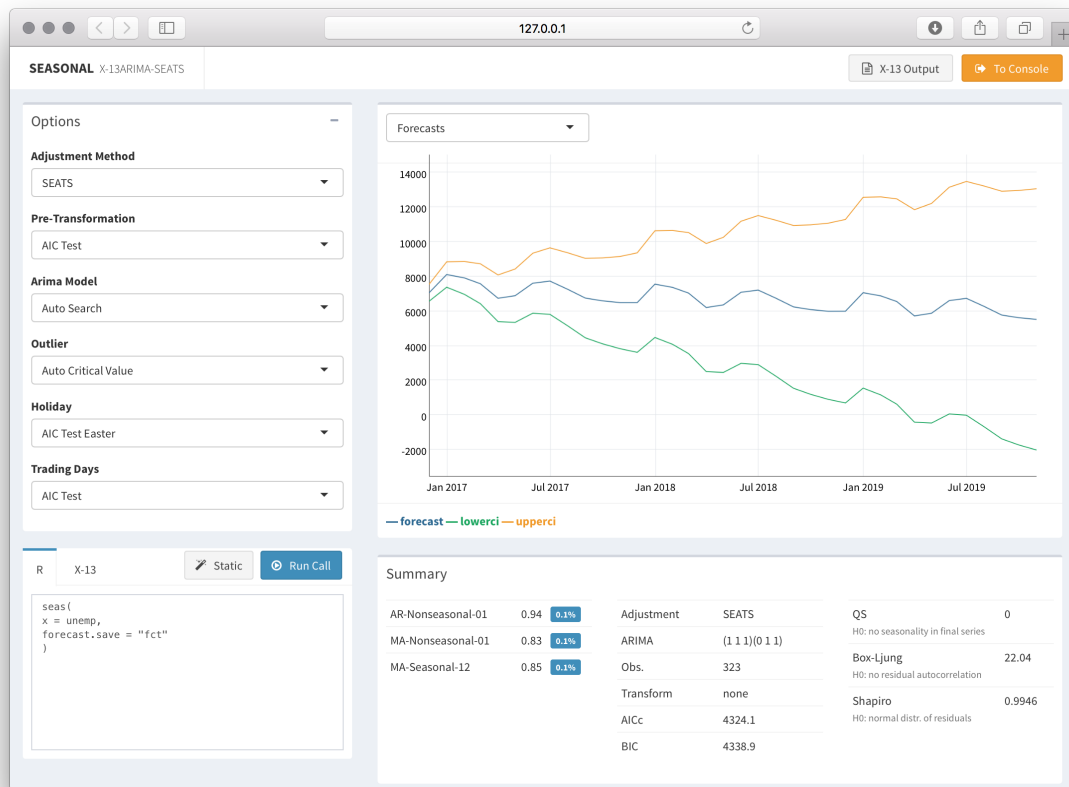 127.0.0.1
SEASONAL X-13ARIMA-SEATS
X-13 Output
To Console
Options
Adjustment Method
SEATS
Pre-Transformation
AIC Test
Arima Model
Auto Search
Outlier
Auto Critical Value
Holiday
AIC Test Easter
Trading Days
AIC Test
R
X-13
Static
Run Call
seas(
x = unemp,
forecast.save = "fct"
)
Forecasts
14000
12000
10000
8000
6000
4000
2000
0
-2000
Jan 2017 Jul 2017 Jan 2018 Jul 2018 Jan 2019 Jul 2019
forecast lowerci upperci
Summary
AR-Nonseasonal-01 0.94 0.1%
MA-Nonseasonal-01 0.83 0.1%
MA-Seasonal-12 0.85 0.1%
Adjustment SEATS
ARIMA (1 1 1)(0 1 1)
Obs. 323
Transform none
AICc 4324.1
BIC 4338.9
QS 0
H0: no seasonality in final series
Box-Ljung 22.04
H0: no residual autocorrelation
Shapiro 0.9946
H0: normal distr. of residuals